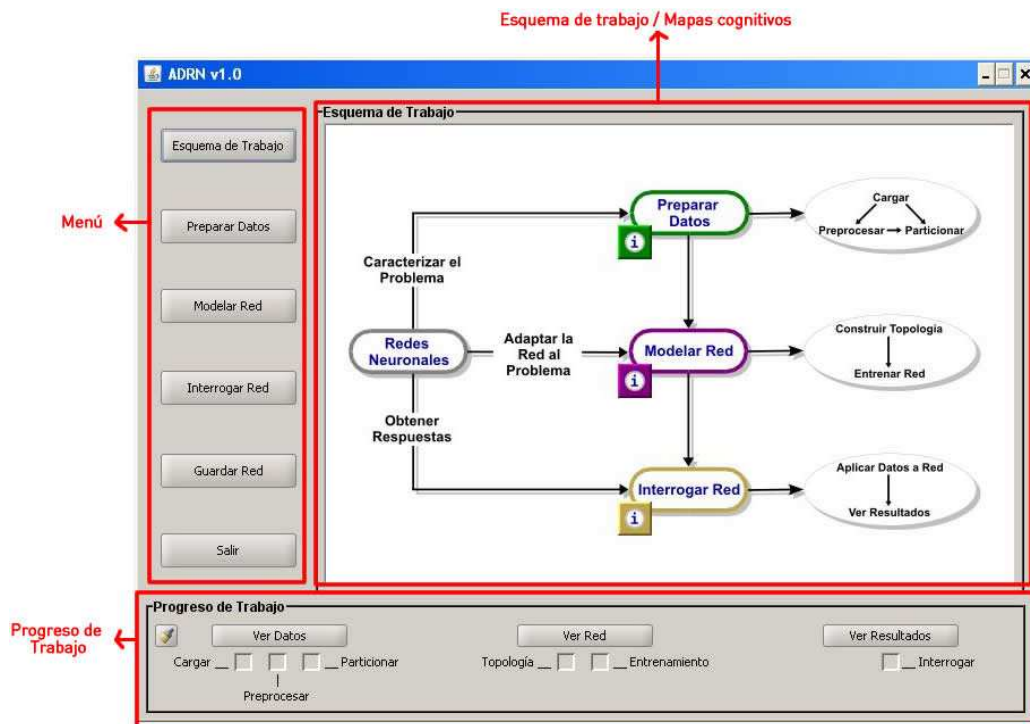 Esquema de trabajo / Mapas cognitivos
ADRN v1.0
Menú
Esquema de Trabajo
Preparar Datos
Modelar Red
Interrogar Red
Guardar Red
Salir
Esquema de Trabajo
Preparar
Datos
i
Cargar
Preprocesar
Particionar
Caracterizar el
Problema
Redes
Neuronales
Adaptar la
Red al
Problema
Modelar Red
i
Construir Topología
Entrenar Red
Obtener
Respuestas
Interrogar Red
i
Aplicar Datos a Red
Ver Resultados
Progreso de
Trabajo
Progreso de Trabajo
Ver Datos
Ver Red
Ver Resultados
Cargar
Particionar
Topología
Entrenamiento
Interrogar
Preprocesar